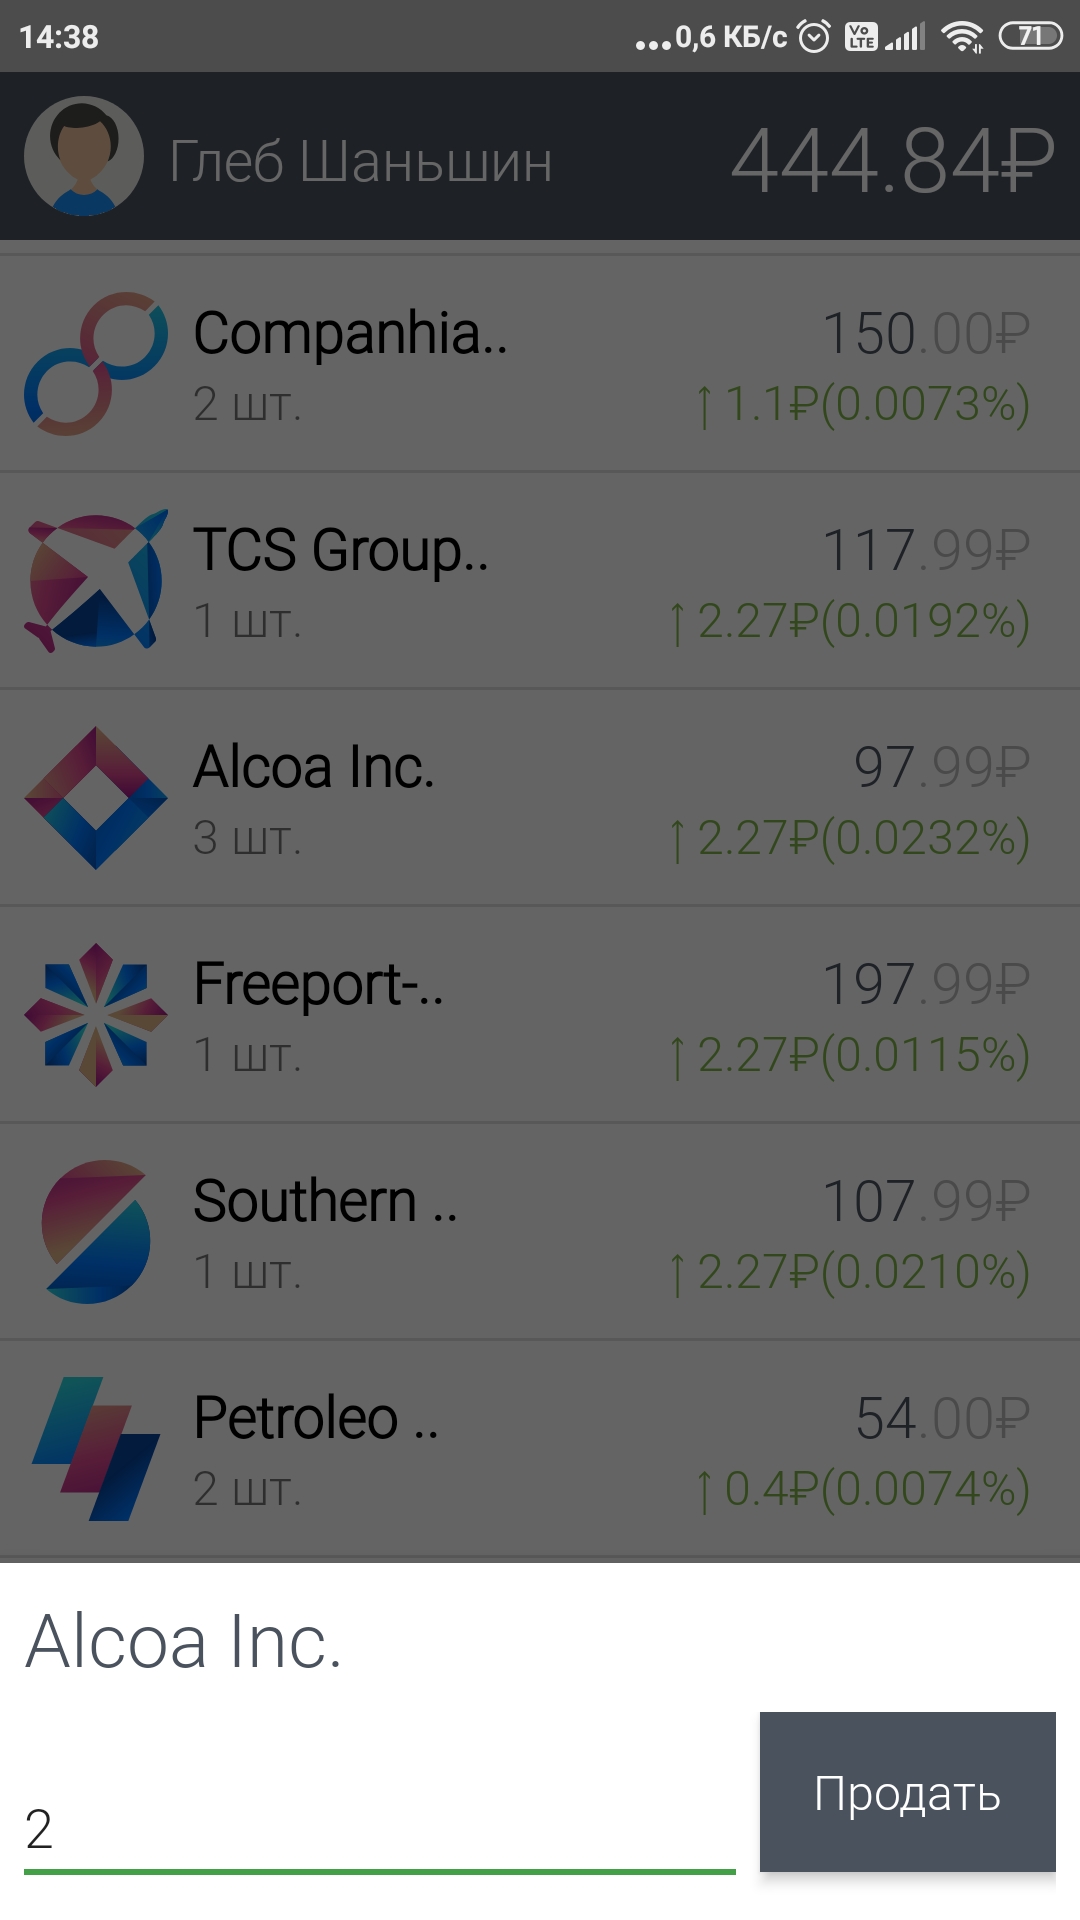 14:38
...0,6 КБ/с Vo LTE 71
Глеб Шаньшин 444.84₽
Companhia.. 150.00₽
2 шт. ↑ 1.1₽(0.0073%)
TCS Group.. 117.99₽
1 шт. ↑ 2.27₽(0.0192%)
Alcoa Inc. 97.99₽
3 шт. ↑ 2.27₽(0.0232%)
Freeport-.. 197.99₽
1 шт. ↑ 2.27₽(0.0115%)
Southern .. 107.99₽
1 шт. ↑ 2.27₽(0.0210%)
Petroleo .. 54.00₽
2 шт. ↑ 0.4₽(0.0074%)
Alcoa Inc.
2
Продать